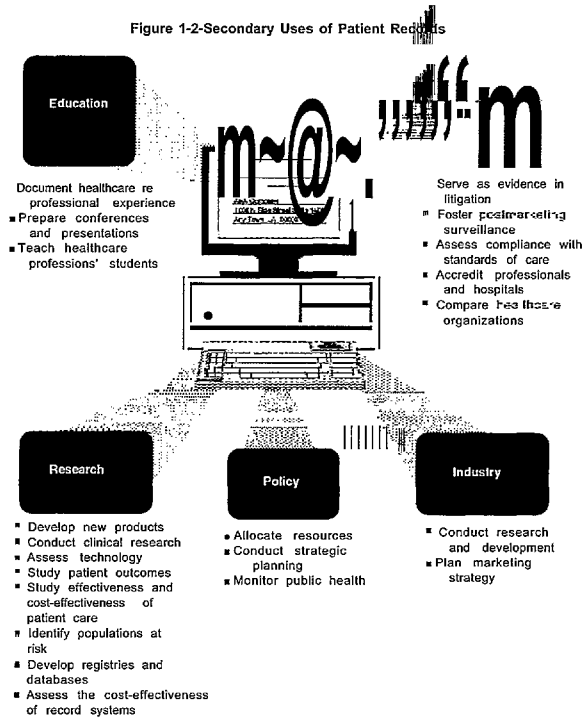 Figure 1-2-Secondary Uses of Patient Records
Education
Document healthcare re
professional experience
■ Prepare conferences
and presentations
■ Teach healthcare
professions' students
m~@~.
Serve as evidence in
litigation
■ Foster postmarketing
surveillance
■ Assess compliance with
standards of care
■ Accredit professionals
and hospitals
■ Compare healthcare
organizations
Research
■ Develop new products
■ Conduct clinical research
■ Assess technology
■ Study patient outcomes
■ Study effectiveness and
cost-effectiveness of
patient care
■ Identify populations at
risk
■ Develop registries and
databases
■ Assess the cost-effectiveness
of record systems
Policy
● Allocate resources
■ Conduct strategic
planning
■ Monitor public health
Industry
■ Conduct research
and development
■ Plan marketing
strategy